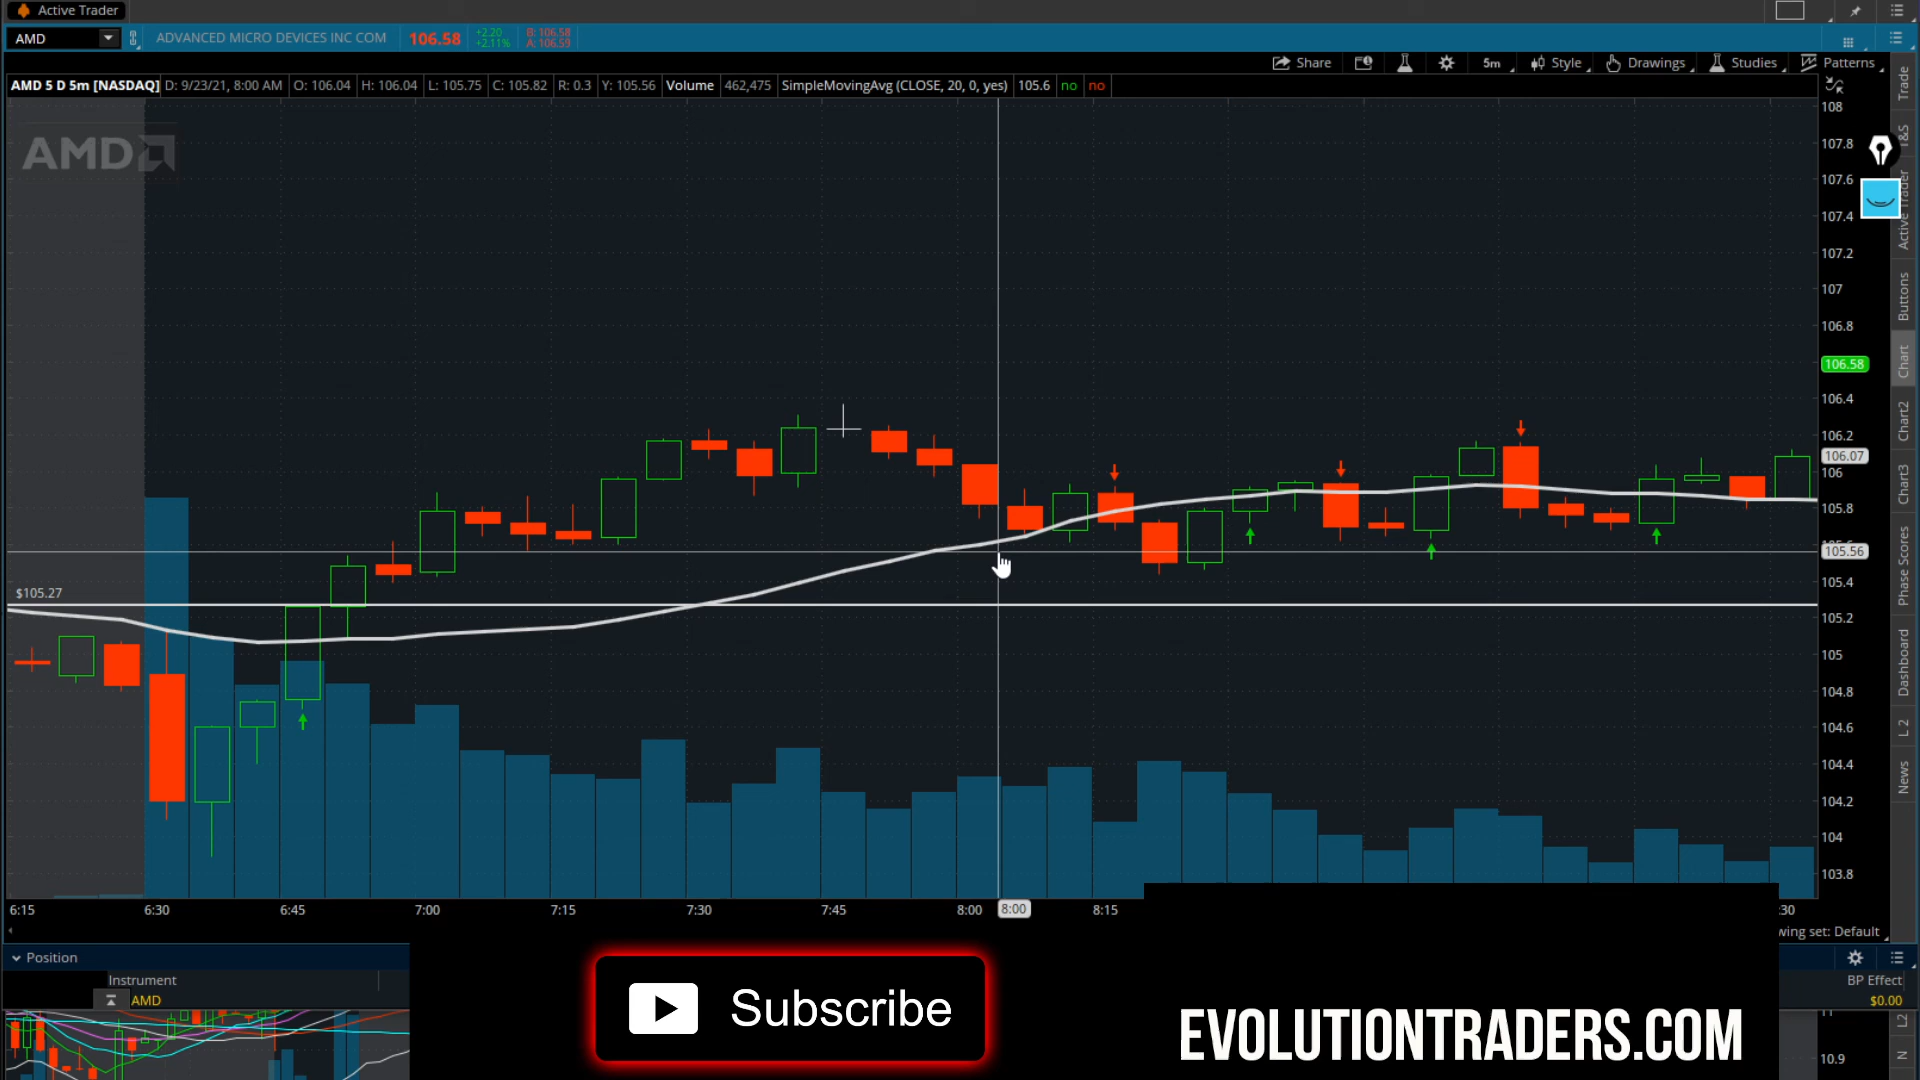 Active Trader
AMD
ADVANCED MICRO DEVICES INC COM
106.58
+2.20
+2.11%
B: 106.58
A: 106.59
Share
5m
Style
Drawings
Studies
Patterns
AMD 5 D 5m [NASDAQ] D: 9/23/21, 8:00 AM O: 106.04 H: 106.04 L: 105.75 C: 105.82 R: 0.3 Y: 105.56 Volume 462,475 SimpleMovingAvg (CLOSE, 20, 0, yes) 105.6 no no
AMD
108
107.8
107.6
107.4
107.2
107
106.8
106.58
106.4
106.2
106.07
106
105.8
105.56
105.4
105.2
105
104.8
104.6
104.4
104.2
104
103.8
$105.27
6:15 6:30 6:45 7:00 7:15 7:30 7:45 8:00 8:00 8:15 :30
Trade
T&S
Active Trader
Buttons
Chart
Chart2
Chart3
Phase Scores
Dashboard
L 2
News
wing set: Default
Position
Instrument
BP Effect
AMD
$0.00
Subscribe
EVOLUTIONTRADERS.COM
10.9
L2
N